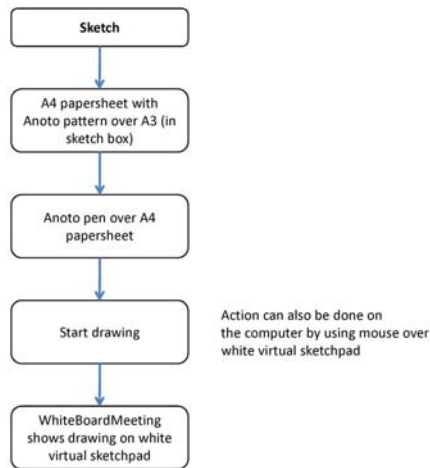 Sketch
A4 papersheet with
Anoto pattern over A3 (in
sketch box)
Anoto pen over A4
papersheet
Start drawing
Action can also be done on
the computer by using mouse over
white virtual sketchpad
WhiteBoardMeeting
shows drawing on white
virtual sketchpad